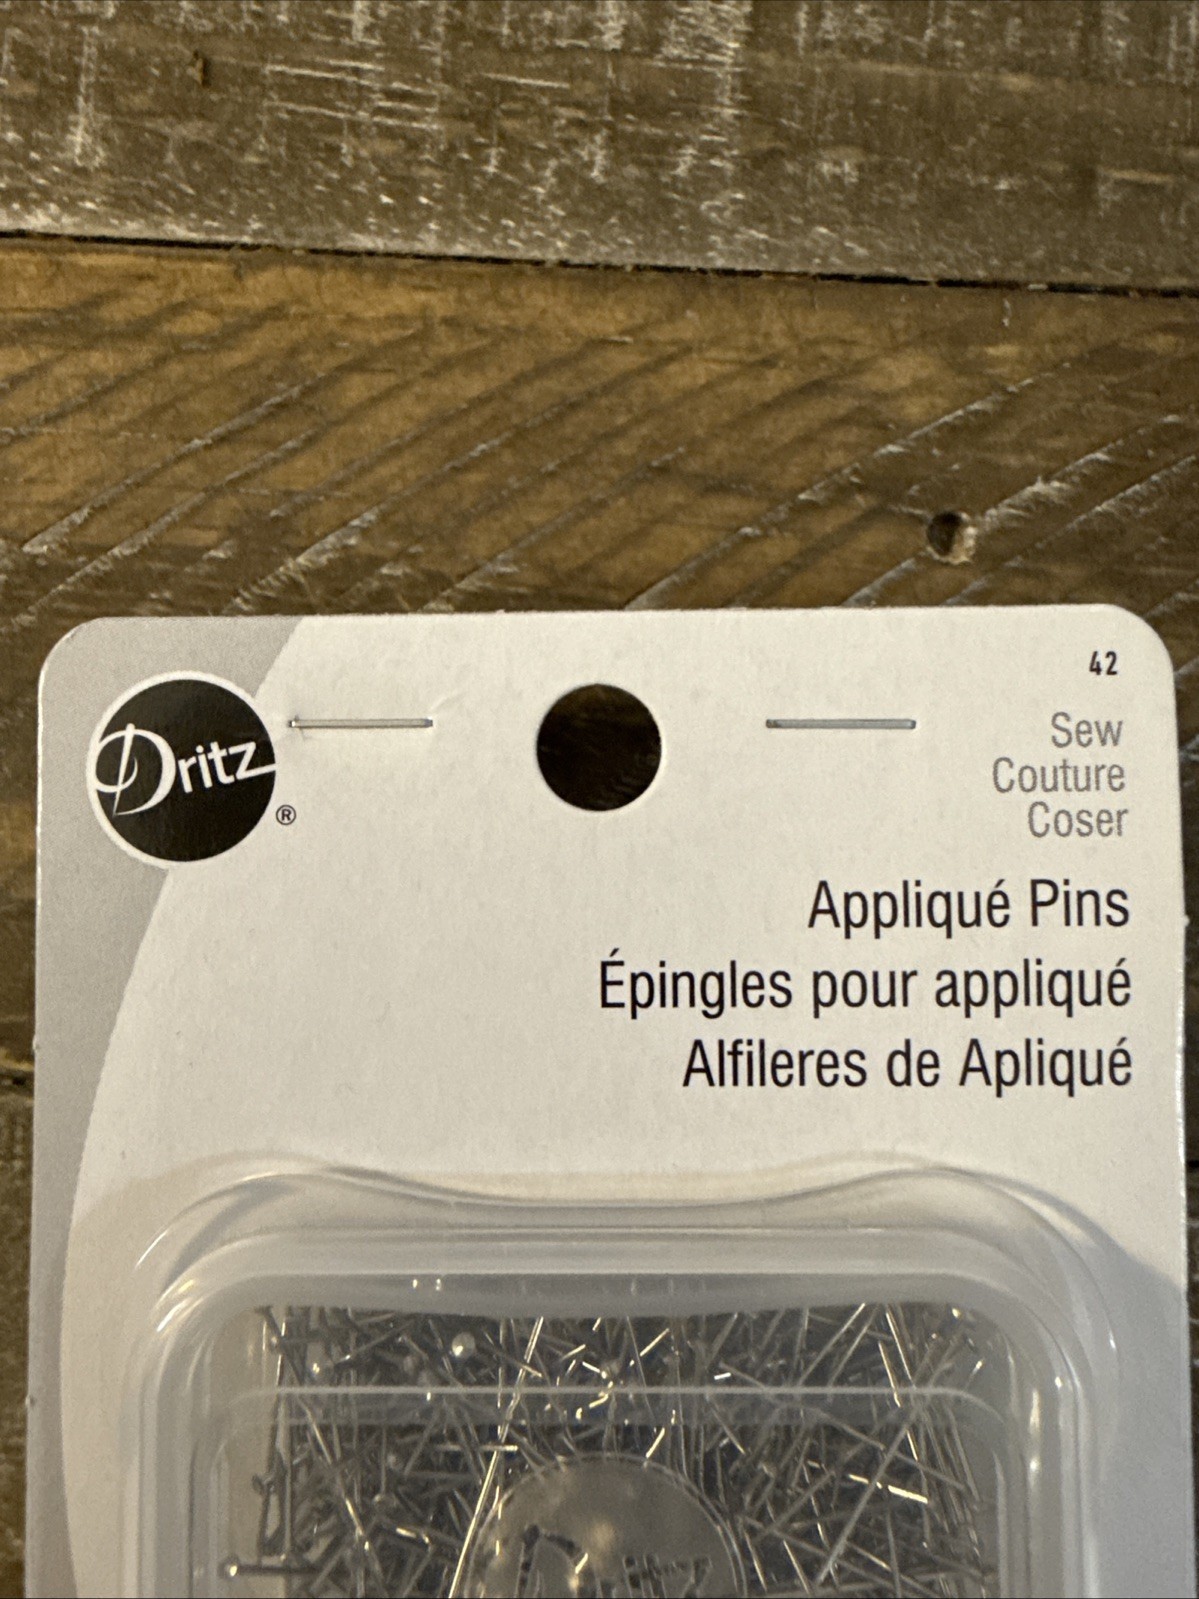 42
Dritz®
Sew
Couture
Coser
Appliqué Pins
Épingles pour appliqué
Alfileres de Apliqué